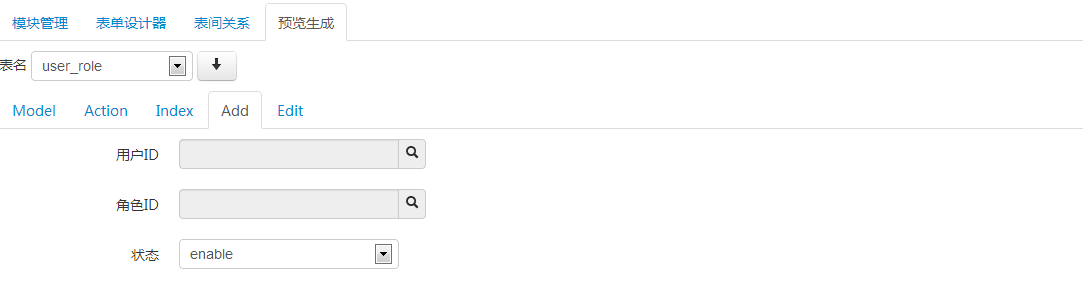 模块管理 表单设计器 表间关系 预览生成
表名 user_role
Model Action Index Add Edit
用户ID
角色ID
状态 enable